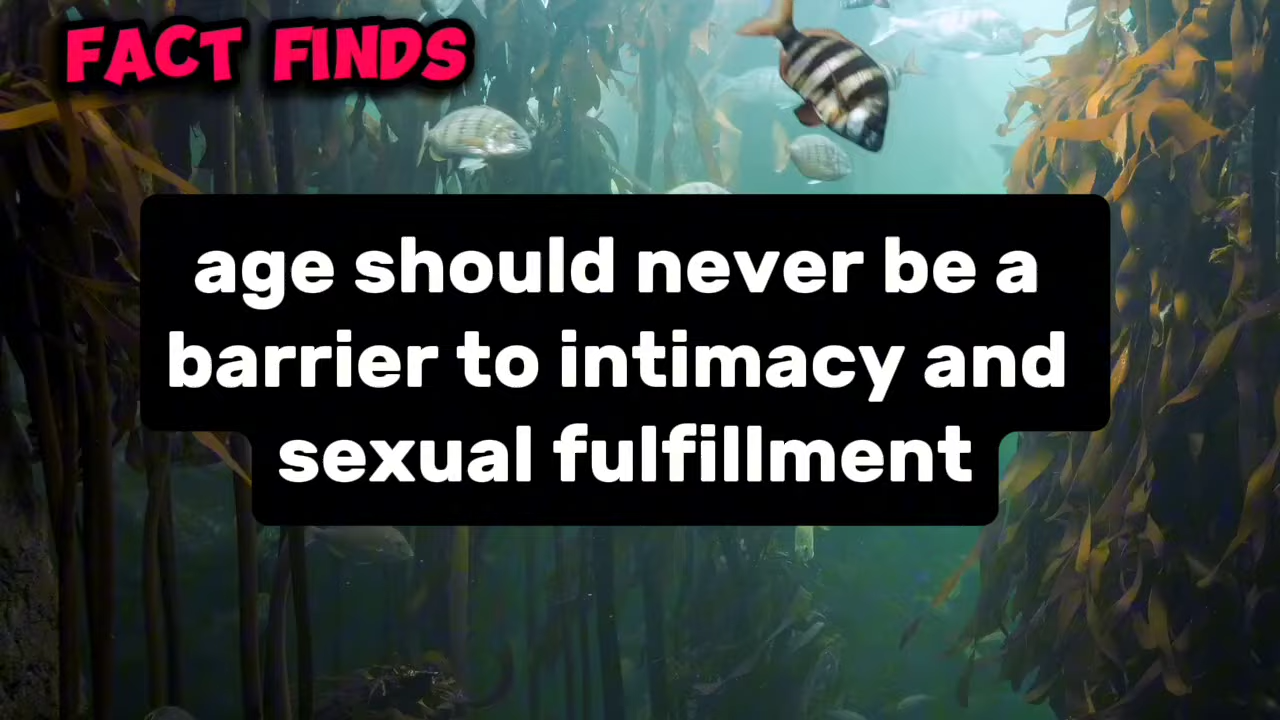 FACT FINDS
age should never be a
barrier to intimacy and
sexual fulfillment